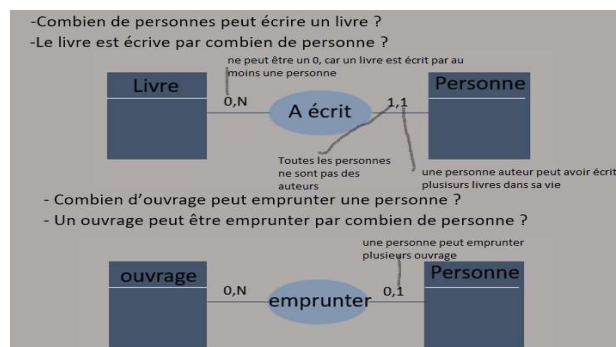 -Combien de personnes peut écrire un livre ?
-Le livre est écrive par combien de personne ?
ne peut être un 0, car un livre est écrit par au
moins une personne
Livre
0,N
A écrit
1,1
Personne
Toutes les personnes
ne sont pas des
auteurs
une personne auteur peut avoir écrit
plusiurs livres dans sa vie
- Combien d'ouvrage peut emprunter une personne ?
- Un ouvrage peut être emprunter par combien de personne ?
une personne peut emprunter
plusieurs ouvrage
ouvrage
0,N
emprunter
0,1
Personne